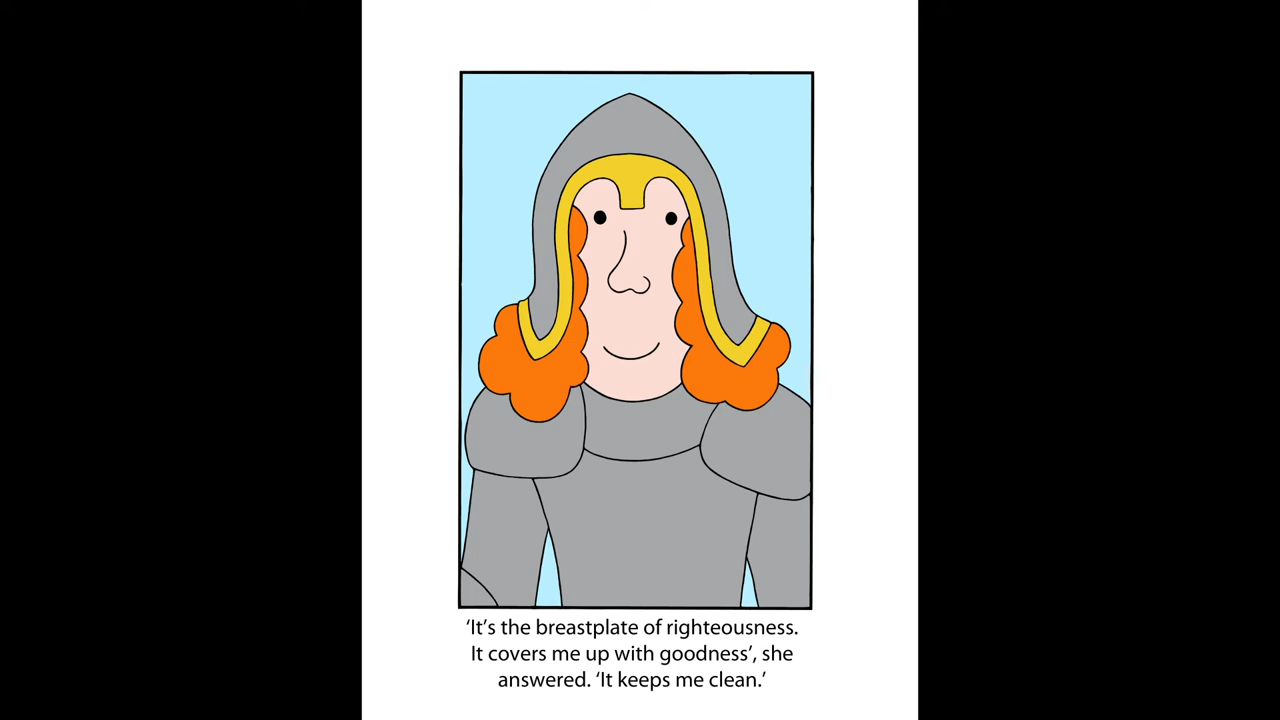 ‘It’s the breastplate of righteousness.
It covers me up with goodness’, she
answered. ‘It keeps me clean.’